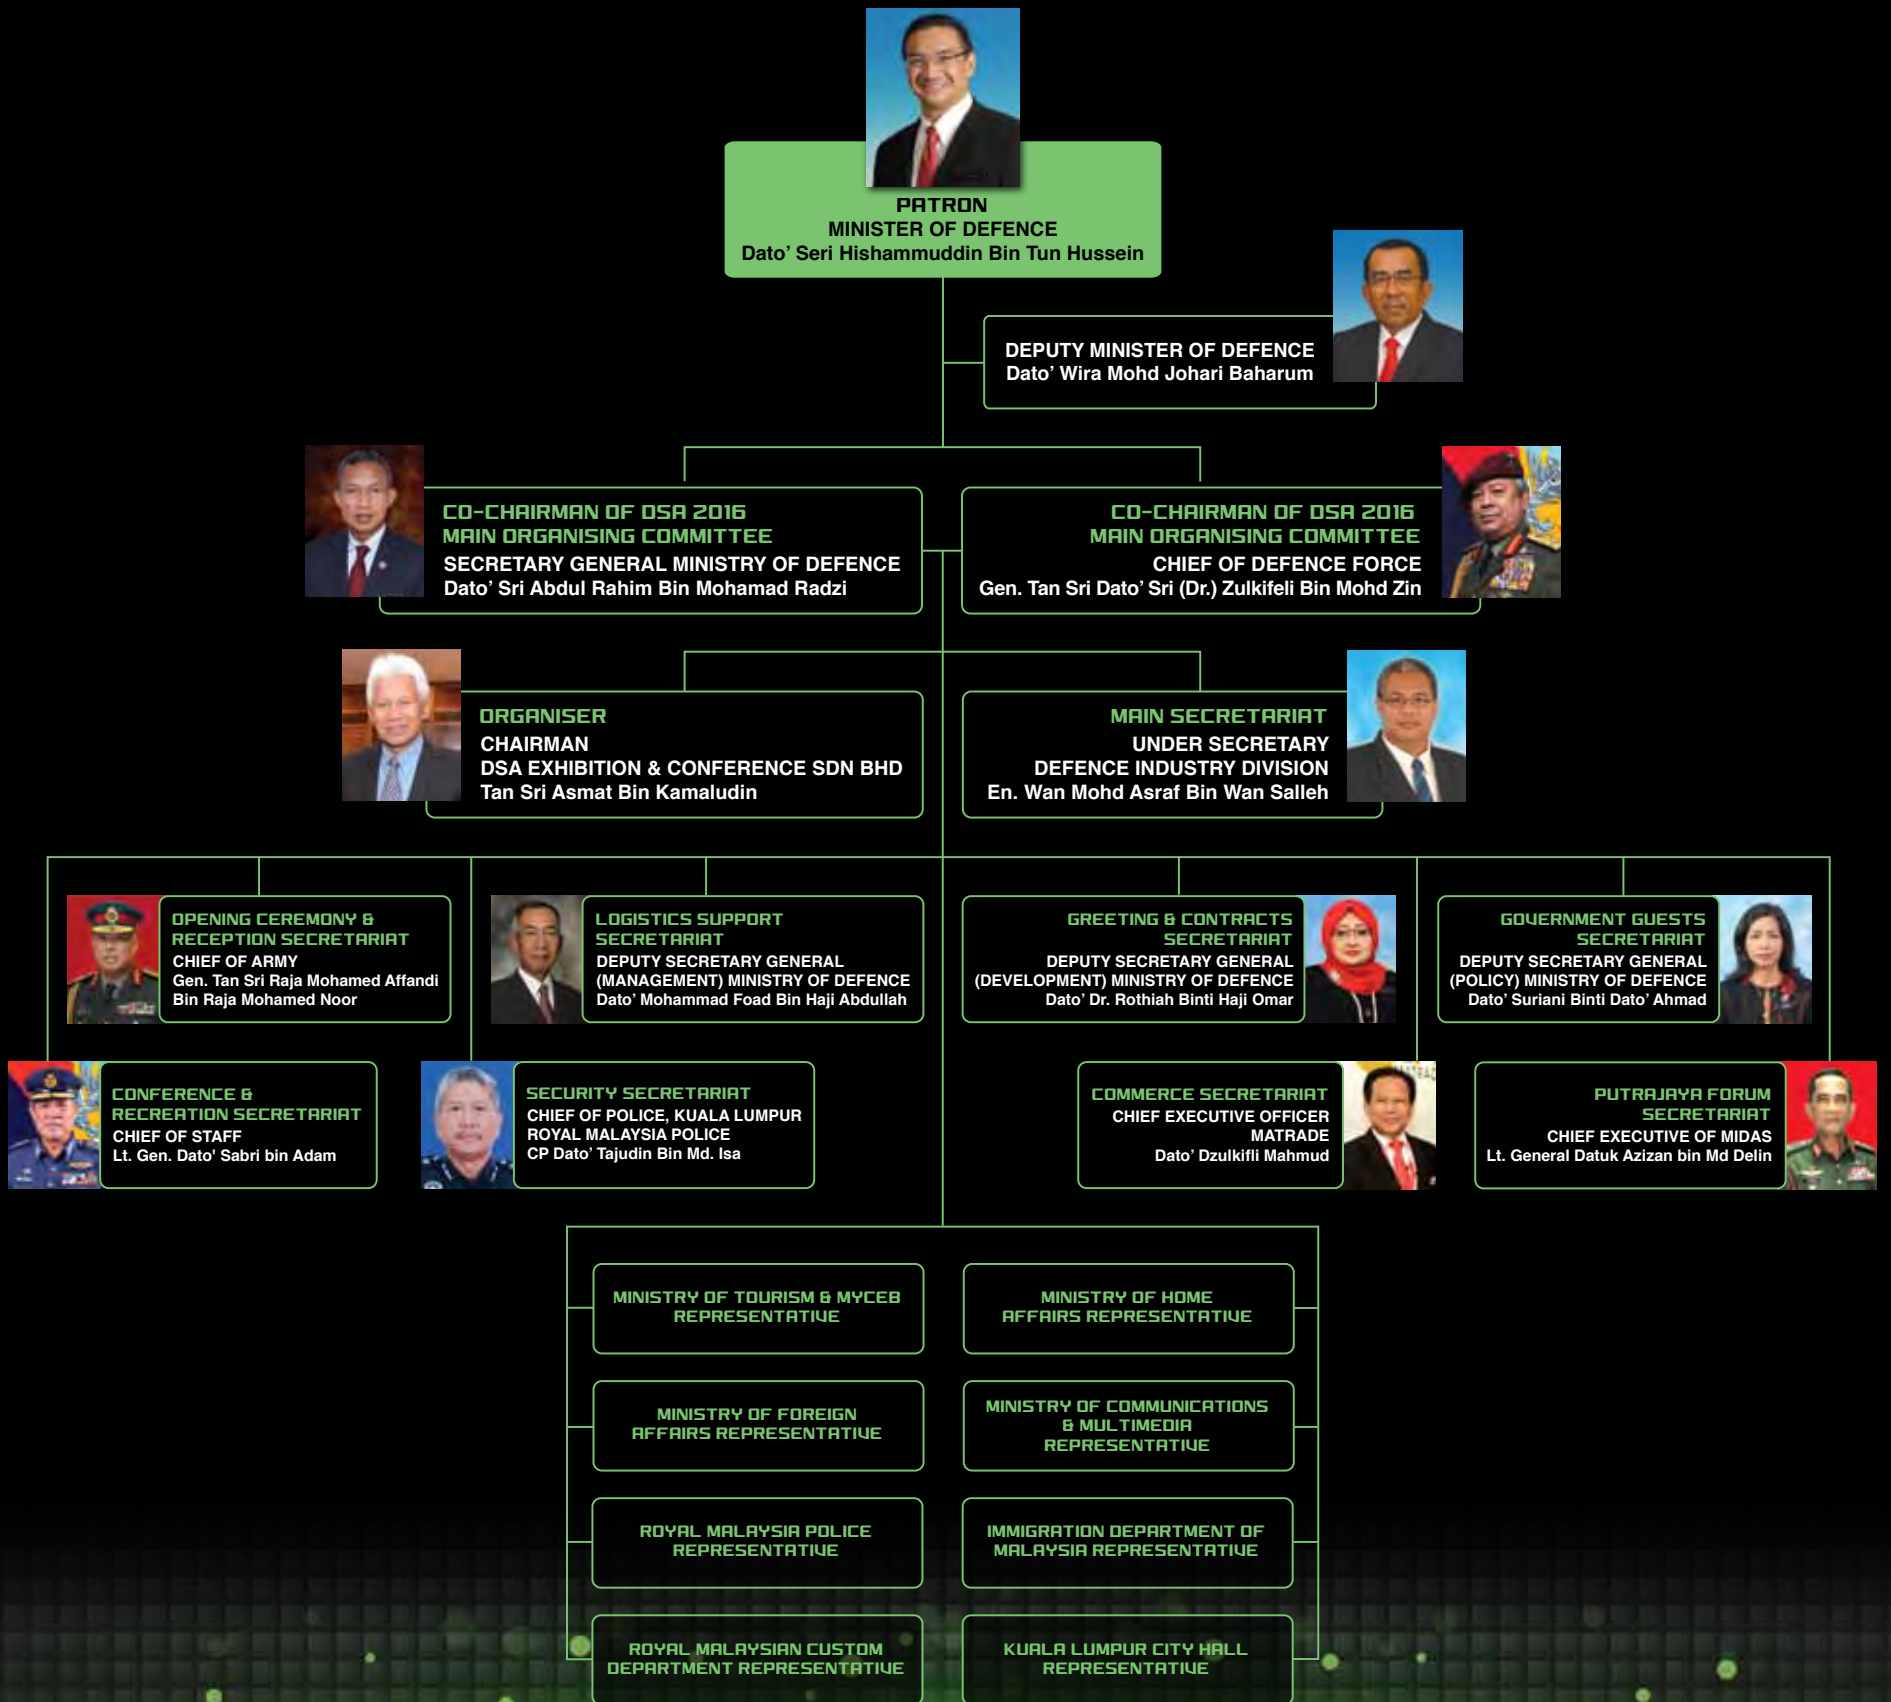 PATRON
MINISTER OF DEFENCE
Dato' Seri Hishammuddin Bin Tun Hussein
DEPUTY MINISTER OF DEFENCE
Dato' Wira Mohd Johari Baharum
CO-CHAIRMAN OF DSA 2016
MAIN ORGANISING COMMITTEE
SECRETARY GENERAL MINISTRY OF DEFENCE
Dato' Sri Abdul Rahim Bin Mohamad Radzi
CO-CHAIRMAN OF DSA 2016
MAIN ORGANISING COMMITTEE
CHIEF OF DEFENCE FORCE
Gen. Tan Sri Dato' Sri (Dr.) Zulkifeli Bin Mohd Zin
ORGANISER
CHAIRMAN
DSA EXHIBITION & CONFERENCE SDN BHD
Tan Sri Asmat Bin Kamaludin
MAIN SECRETARIAT
UNDER SECRETARY
DEFENCE INDUSTRY DIVISION
En. Wan Mohd Asraf Bin Wan Salleh
OPENING CEREMONY &
RECEPTION SECRETARIAT
CHIEF OF ARMY
Gen. Tan Sri Raja Mohamed Affandi
Bin Raja Mohamed Noor
LOGISTICS SUPPORT
SECRETARIAT
DEPUTY SECRETARY GENERAL
(MANAGEMENT) MINISTRY OF DEFENCE
Dato' Mohammad Foad Bin Haji Abdullah
GREETING & CONTRACTS
SECRETARIAT
DEPUTY SECRETARY GENERAL
(DEVELOPMENT) MINISTRY OF DEFENCE
Dato' Dr. Rothiah Binti Haji Omar
GOVERNMENT GUESTS
SECRETARIAT
DEPUTY SECRETARY GENERAL
(POLICY) MINISTRY OF DEFENCE
Dato' Suriani Binti Dato' Ahmad
CONFERENCE &
RECREATION SECRETARIAT
CHIEF OF STAFF
Lt. Gen. Dato' Sabri bin Adam
SECURITY SECRETARIAT
CHIEF OF POLICE, KUALA LUMPUR
ROYAL MALAYSIA POLICE
CP Dato' Tajudin Bin Md. Isa
COMMERCE SECRETARIAT
CHIEF EXECUTIVE OFFICER
MATRADE
Dato' Dzulkifli Mahmud
PUTRAJAYA FORUM
SECRETARIAT
CHIEF EXECUTIVE OF MIDAS
Lt. General Datuk Azizan bin Md Delin
MINISTRY OF TOURISM & MYCEB
REPRESENTATIVE
MINISTRY OF HOME
AFFAIRS REPRESENTATIVE
MINISTRY OF FOREIGN
AFFAIRS REPRESENTATIVE
MINISTRY OF COMMUNICATIONS
& MULTIMEDIA
REPRESENTATIVE
ROYAL MALAYSIA POLICE
REPRESENTATIVE
IMMIGRATION DEPARTMENT OF
MALAYSIA REPRESENTATIVE
ROYAL MALAYSIAN CUSTOM
DEPARTMENT REPRESENTATIVE
KUALA LUMPUR CITY HALL
REPRESENTATIVE